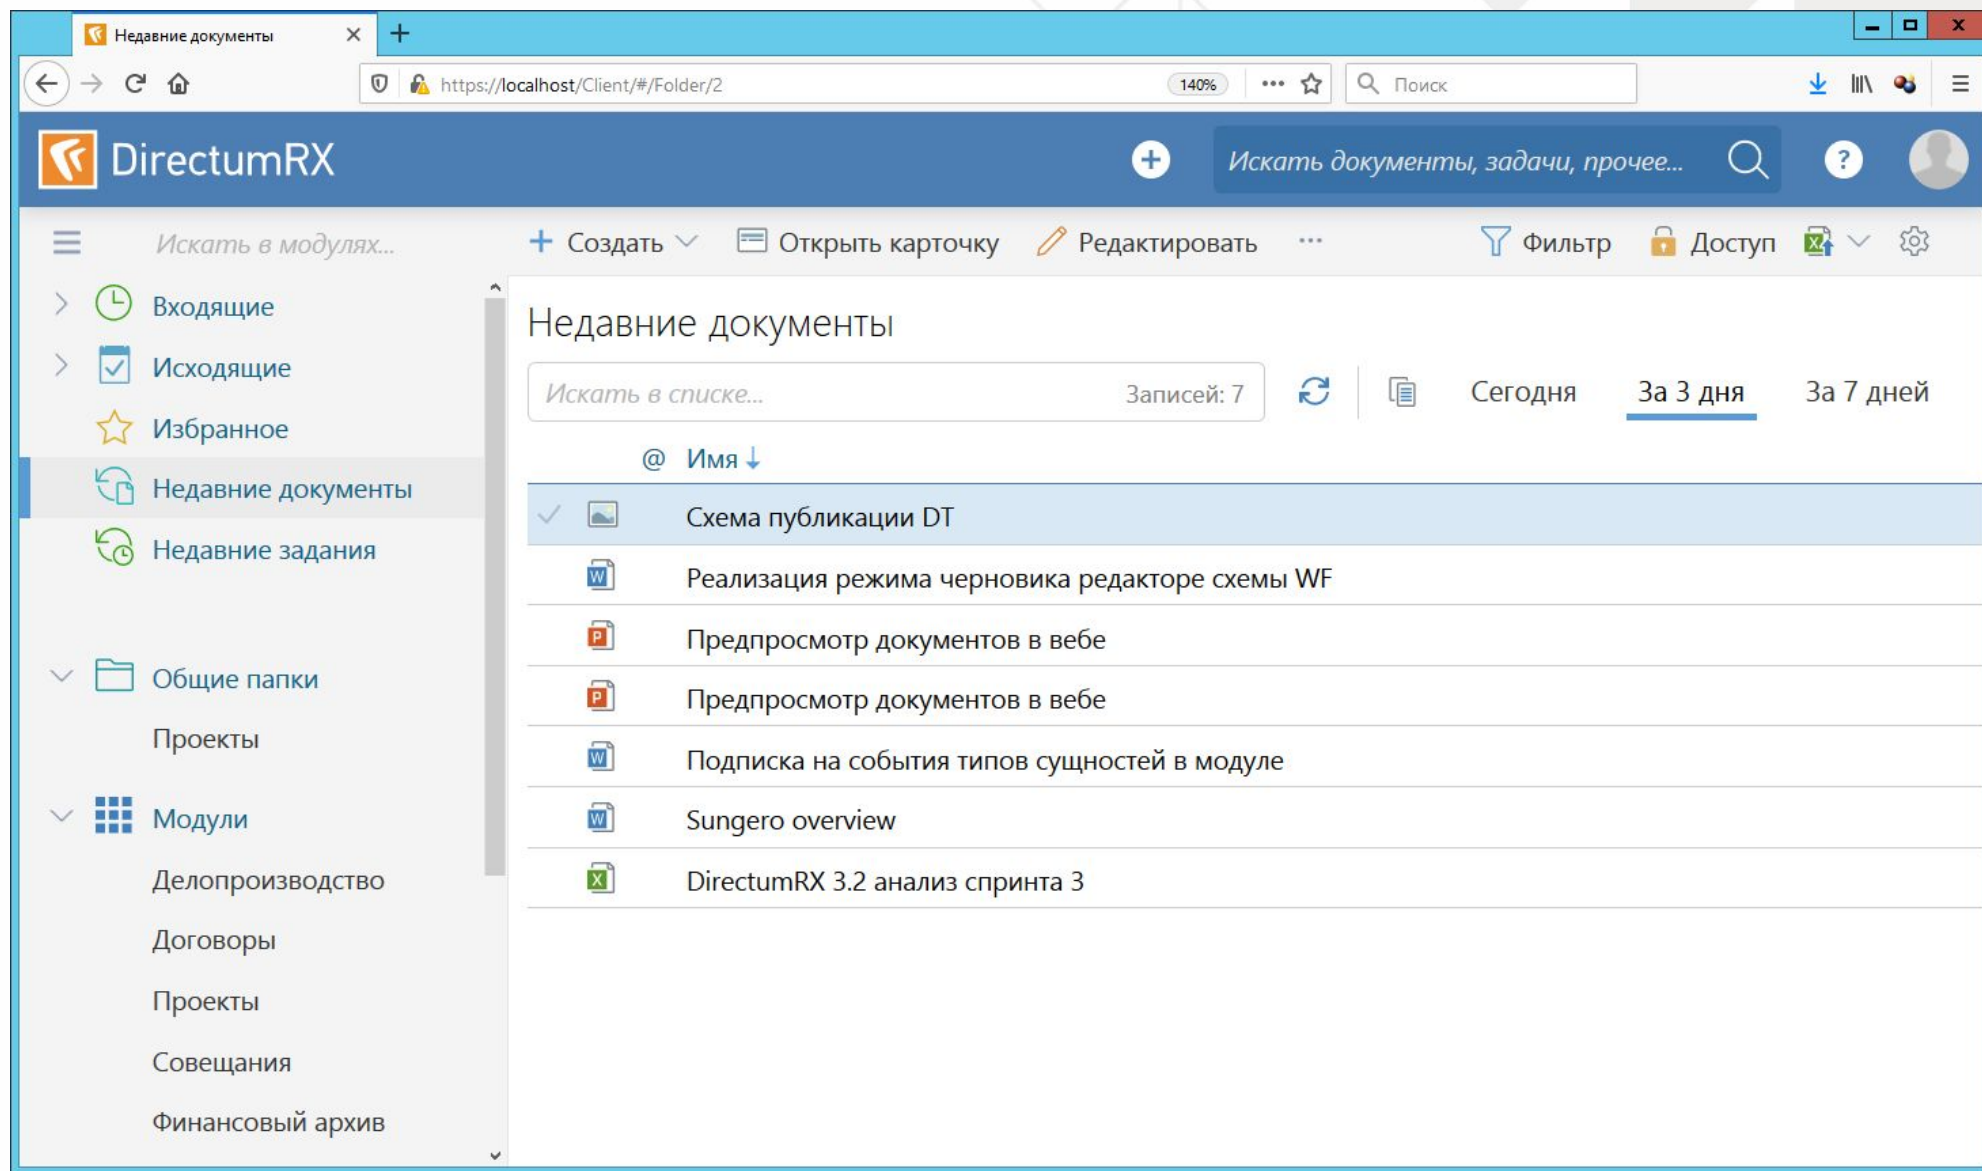 Недавние документы
https://localhost/Client/#/Folder/2
140%
Поиск
DirectumRX
Искать документы, задачи, прочее...
?
Искать в модулях...
Создать
Открыть карточку
Редактировать
Фильтр
Доступ
Входящие
Исходящие
Избранное
Недавние документы
Недавние задания
Общие папки
Проекты
Модули
Делопроизводство
Договоры
Проекты
Совещания
Финансовый архив
Недавние документы
Искать в списке...
Записей: 7
Сегодня
За 3 дня
За 7 дней
@ Имя
Схема публикации DT
Реализация режима черновика редакторе схемы WF
Предпросмотр документов в вебе
Предпросмотр документов в вебе
Подписка на события типов сущностей в модуле
Sungero overview
DirectumRX 3.2 анализ спринта 3